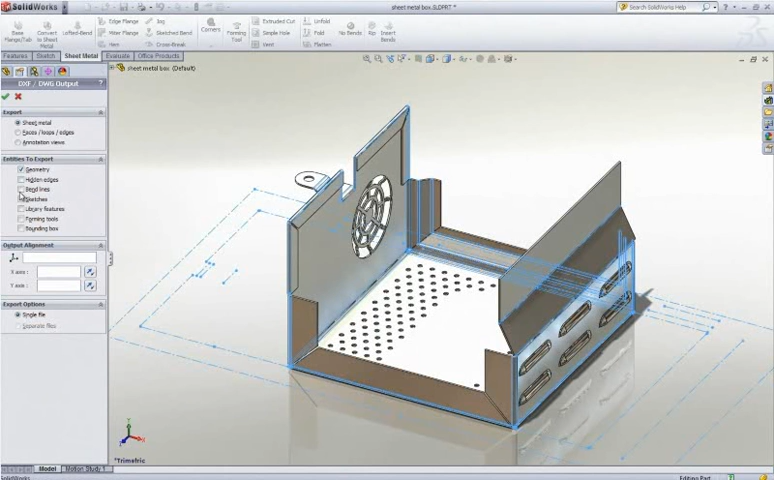 SolidWorks
sheet metal box.SLDPRT *
Search SolidWorks Help
Base Flange/Tab
Convert to Sheet Metal
Lofted-Bend
Edge Flange
Miter Flange
Hem
Jog
Sketched Bend
Cross-Break
Corners
Forming Tool
Extruded Cut
Simple Hole
Vent
Unfold
Fold
Flatten
No Bends
Rip
Insert Bends
Features Sketch Sheet Metal Evaluate Office Products
sheet metal box (Default)
DXF / DWG Output
?
Export
Sheet metal
Faces / loops / edges
Annotation views
Entities To Export
Geometry
Hidden edges
Bend lines
Sketches
Library features
Forming tools
Bounding box
Output Alignment
X axis :
Y axis :
Export Options
Single file
Separate files
Y
X
*Trimetric
Model Motion Study 1
SolidWorks
Editing Part